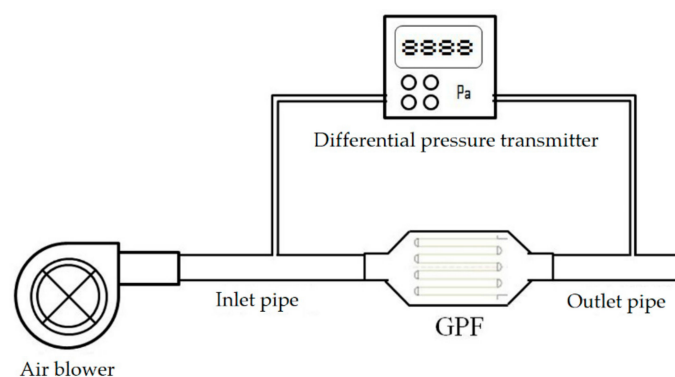 8888
Pa
Differential pressure transmitter
Inlet pipe
Outlet pipe
GPF
Air blower